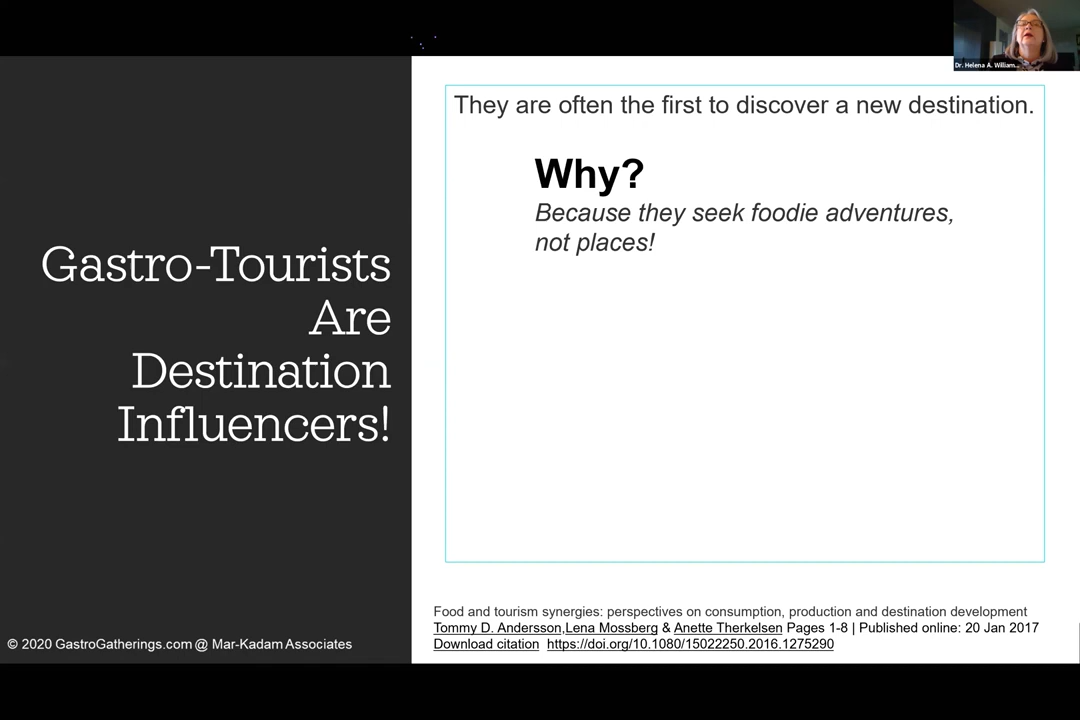 Dr. Helena A. William...
They are often the first to discover a new destination.
Why?
Because they seek foodie adventures,
not places!
Gastro-Tourists
Are
Destination
Influencers!
Food and tourism synergies: perspectives on consumption, production and destination development
Tommy D. Andersson,Lena Mossberg & Anette Therkelsen Pages 1-8 | Published online: 20 Jan 2017
Download citation https://doi.org/10.1080/15022250.2016.1275290
© 2020 GastroGatherings.com @ Mar-Kadam Associates